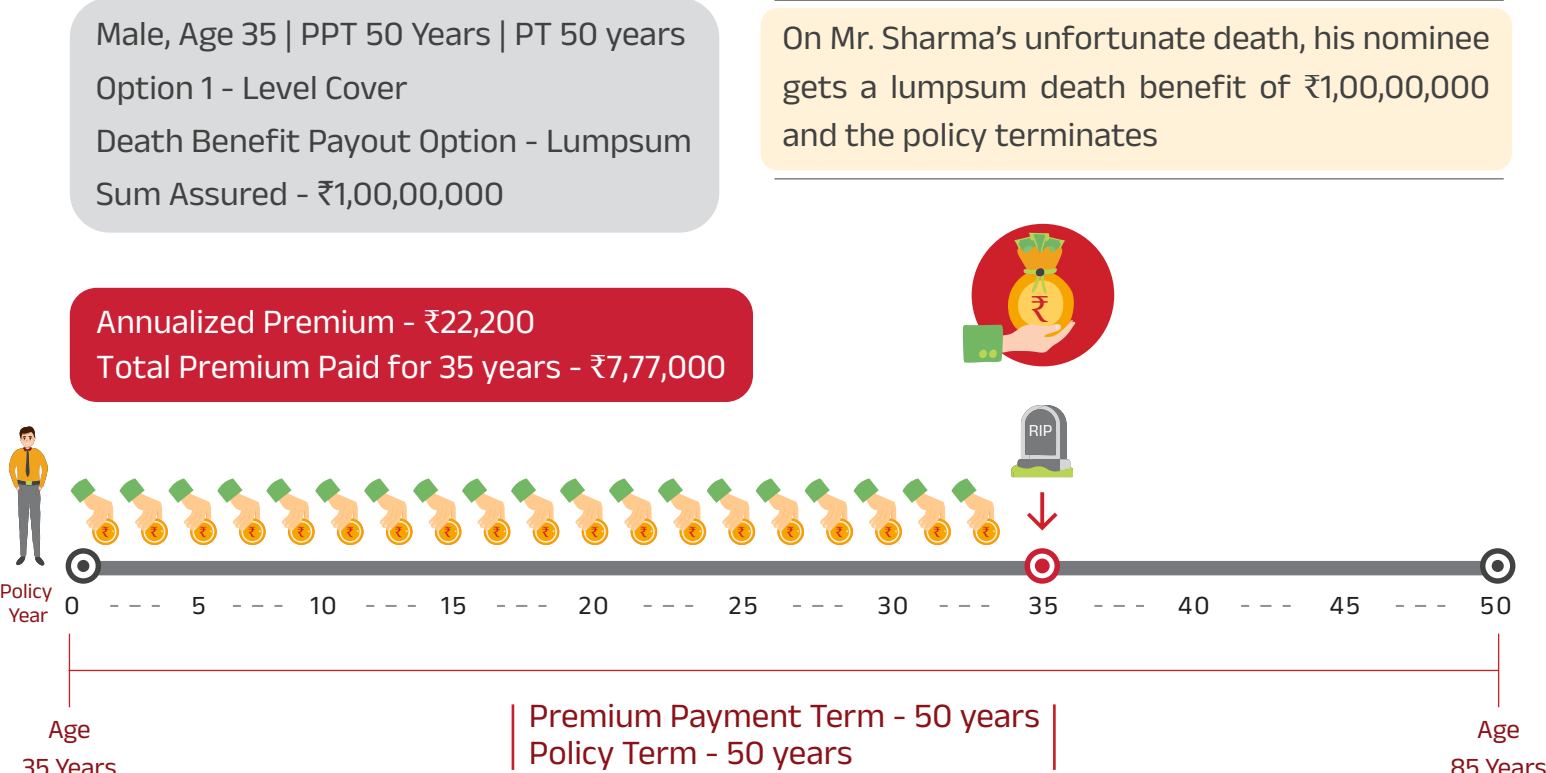 Male, Age 35 | PPT 50 Years | PT 50 years
Option 1 - Level Cover
Death Benefit Payout Option - Lumpsum
Sum Assured - ₹1,00,00,000
On Mr. Sharma’s unfortunate death, his nominee
gets a lumpsum death benefit of ₹1,00,00,000
and the policy terminates
₹
Annualized Premium - ₹22,200
Total Premium Paid for 35 years - ₹7,77,000
RIP
₹ ₹ ₹ ₹ ₹ ₹ ₹ ₹ ₹ ₹ ₹ ₹ ₹ ₹ ₹ ₹ ₹ ₹ ₹
Policy
Year
0 - - - - 5 - - - - 10 - - - - 15 - - - - 20 - - - - 25 - - - - 30 - - - - 35 - - - - 40 - - - - 45 - - - - 50
Premium Payment Term - 50 years
Policy Term - 50 years
Age
35 Years
Age
85 Years